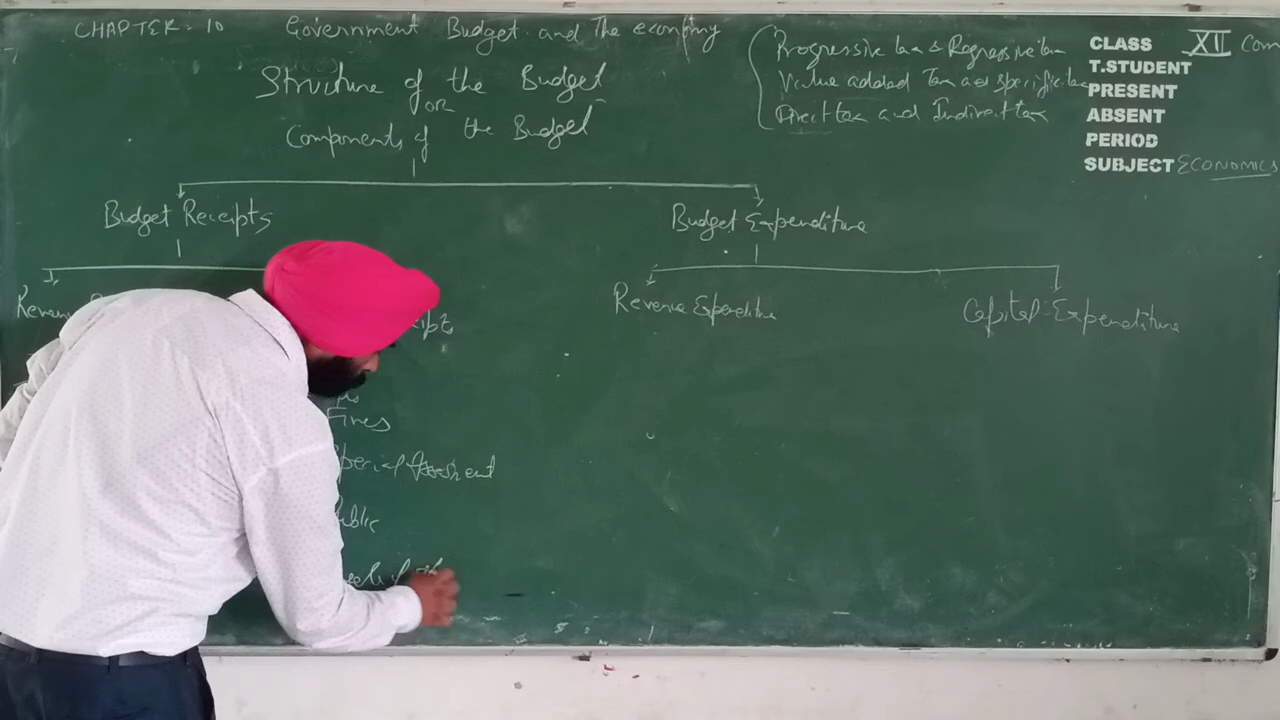 CHAPTER - 10 Government Budget and The economy
Structure of the Budget
OR
Components of the Budget
Progressive tax & Regressive tax
Value added Tax and specific tax
Direct tax and Indirect tax
CLASS XII Com
T.STUDENT
PRESENT
ABSENT
PERIOD
SUBJECT ECONOMICS
Budget Receipts
Budget Expenditure
Revenue Expenditure
Capital Expenditure
Fines